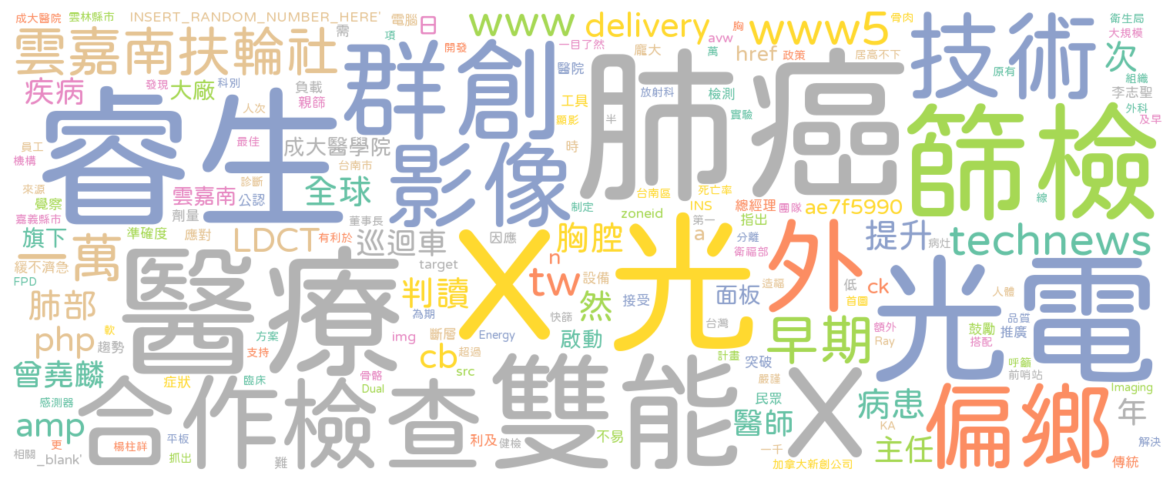 成大醫院 雲林縣市 INSERT_RANDOM_NUMBER_HERE' 電腦 日 www delivery www5 骨肉 技術 衛生局
大規模
雲嘉南扶輪社 需 項 開發 群創 一目了然 龐大 avw 胸 萬 href 政策 居高不下 次
疾病 發現 科別 大廠 負載 親篩 醫院 肺癌 放射科 檢測 原有 組織 李志聖
睿生 人次 工具 顯影 半 實驗 篩檢 外科 及早
員工 機構 最佳 成大醫學院 影像 時
來源 覺察 診斷 台南市 雲嘉南 公認 全球 台南區 死亡率 線
嘉義縣市 劑量 董事長 制定 zoneid INS 總經理 團隊 ae7f5990
旗下 準確度 應對 LDCT 有利於 巡迴車 因應 X光 胸腔 第一 a 指出 分離 衛福部 外 提升 病灶 technews
一萬 緩不濟急 FPD target n tw 設備 造福 低 ck 光電
醫療 判讀 然 接受 面板 首圖 人體
肺部 為期 快篩 台灣 早期 額外 鼓勵 品質 推廣
php 趨勢 方案 軟 img 斷層 Energy 啟動 計畫 Ray 搭配
曾堯麟 支持 cb 超過 src 突破 呼籲 前哨站
症狀 臨床 骨骼 Dual 雙能 嚴謹 X 民眾 病患 Imaging
感測器 合作 檢查 醫師 KA 偏鄉 年
amp 更 平板 利及 健檢 不易 主任 解決
相關 _blank' 楊柱詳 抓出 難 一千 加拿大新創公司 傳統